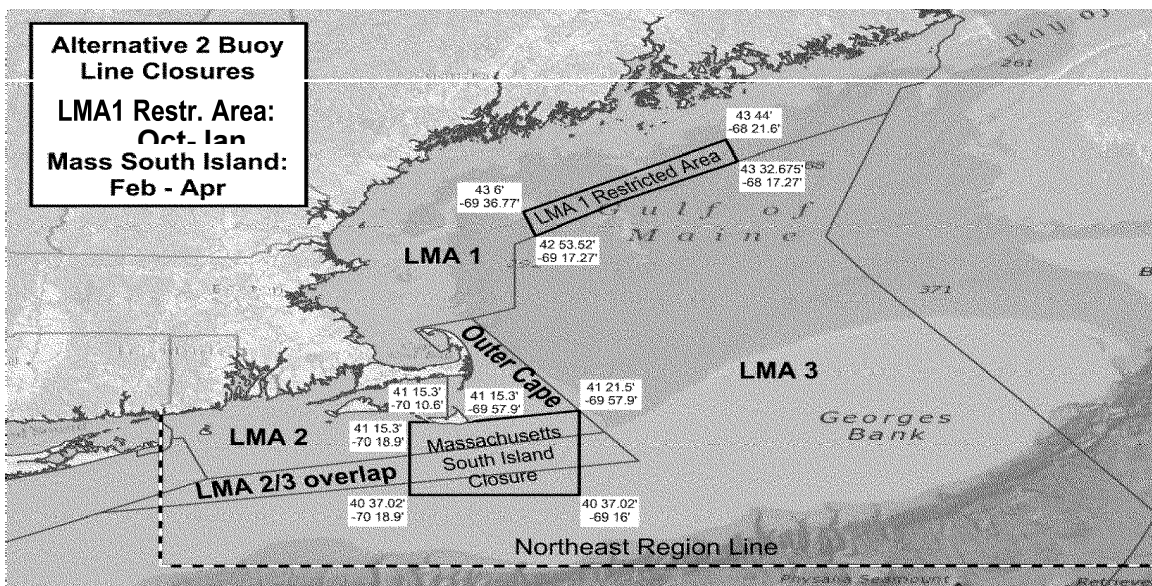 Alternative 2 Buoy
Line Closures
LMA1 Restr. Area:
Oct-Jan
Mass South Island:
Feb - Apr
Bay of
261
43 44'
-68 21.6'
43 32.675'
-68 17.27'
43 6'
-69 36.77'
LMA 1 Restricted Area
Gulf of
Maine
42 53.52'
-69 17.27'
LMA 1
371
Outer Cape
LMA 3
41 15.3'
-70 10.6'
41 15.3'
-69 57.9'
41 21.5'
-69 57.9'
Georges
Bank
LMA 2
41 15.3'
-70 18.9'
Massachusetts
South Island
Closure
LMA 2/3 overlap
40 37.02'
-70 18.9'
40 37.02'
-69 16'
Northeast Region Line
Physalia Seamount